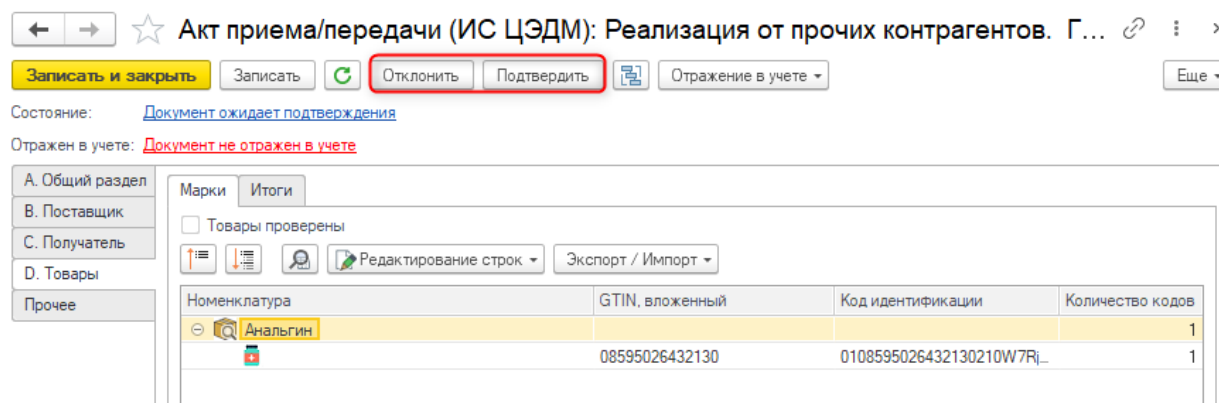 Акт приема/передачи (ИС ЦЭДМ): Реализация от прочих контрагентов. Г...
Записать и закрыть Записать Отклонить Подтвердить Отражение в учете Еще
Состояние: Документ ожидает подтверждения
Отражен в учете: Документ не отражен в учете
А. Общий раздел
В. Поставщик
С. Получатель
D. Товары
Прочее
Марки Итоги
Товары проверены
Редактирование строк Экспорт / Импорт
Номенклатура GTIN, вложенный Код идентификации Количество кодов
Анальгин 1
08595026432130 0108595026432130210W7Rj... 1